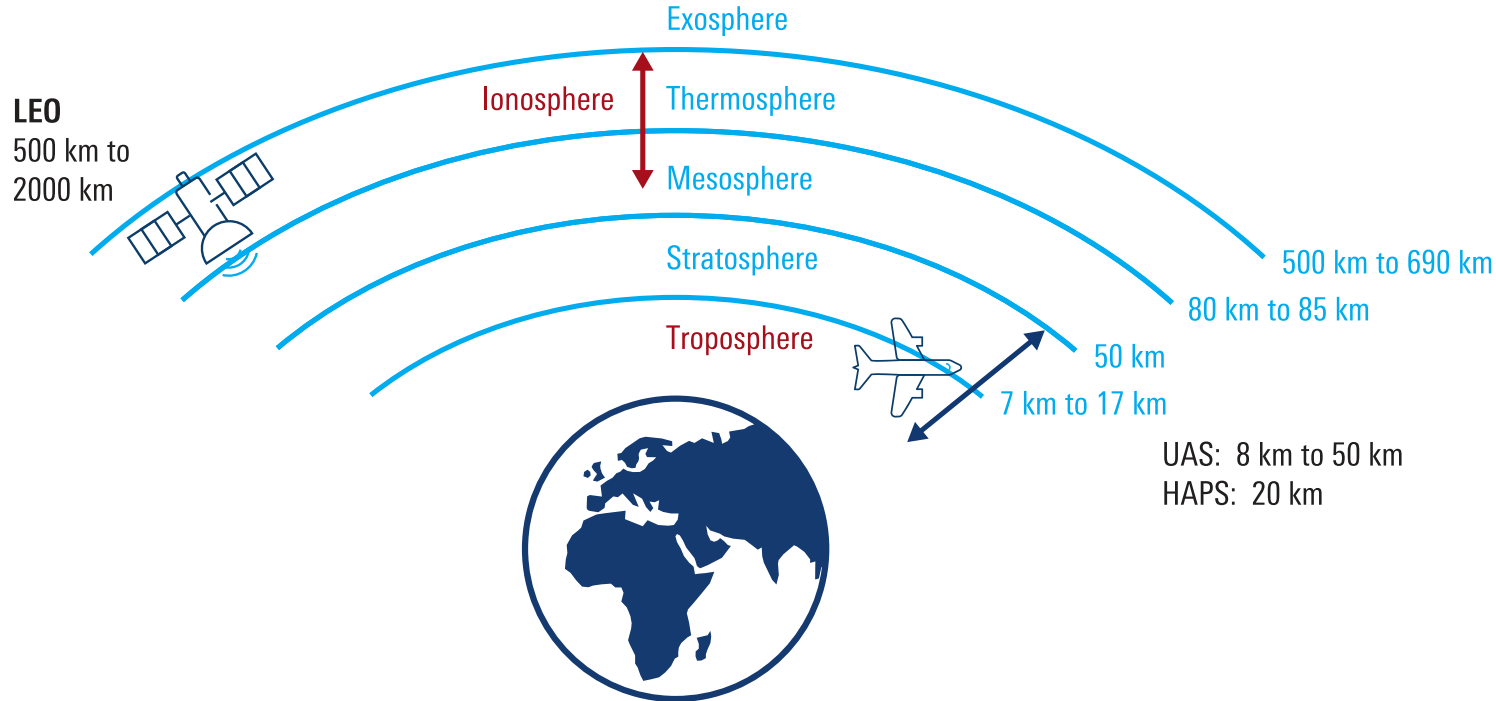 Exosphere
LEO
500 km to
2000 km
Ionosphere
Thermosphere
Mesosphere
Stratosphere
Troposphere
500 km to 690 km
80 km to 85 km
50 km
7 km to 17 km
UAS: 8 km to 50 km
HAPS: 20 km